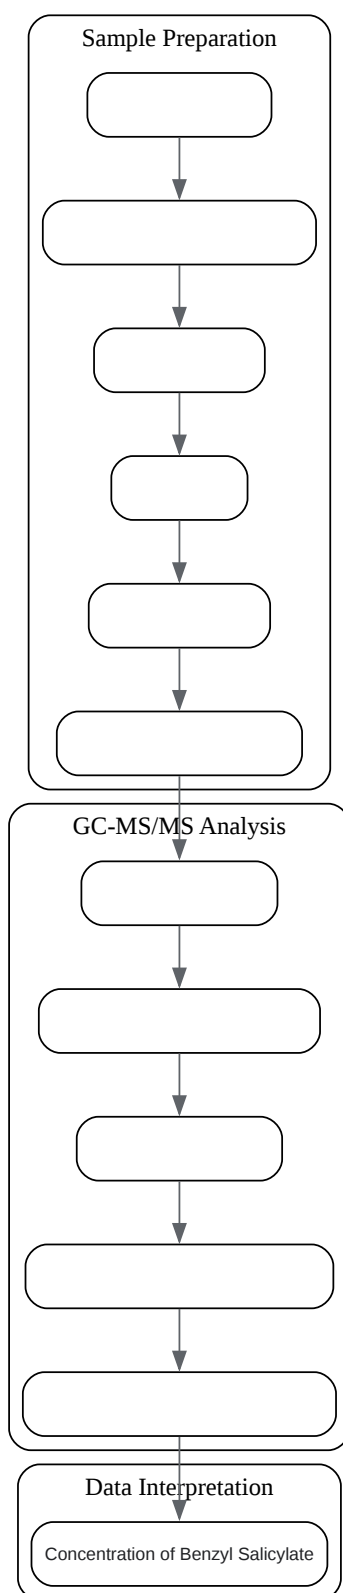 Sample Preparation
GC-MS/MS Analysis
Data Interpretation
Concentration of Benzyl Salicylate